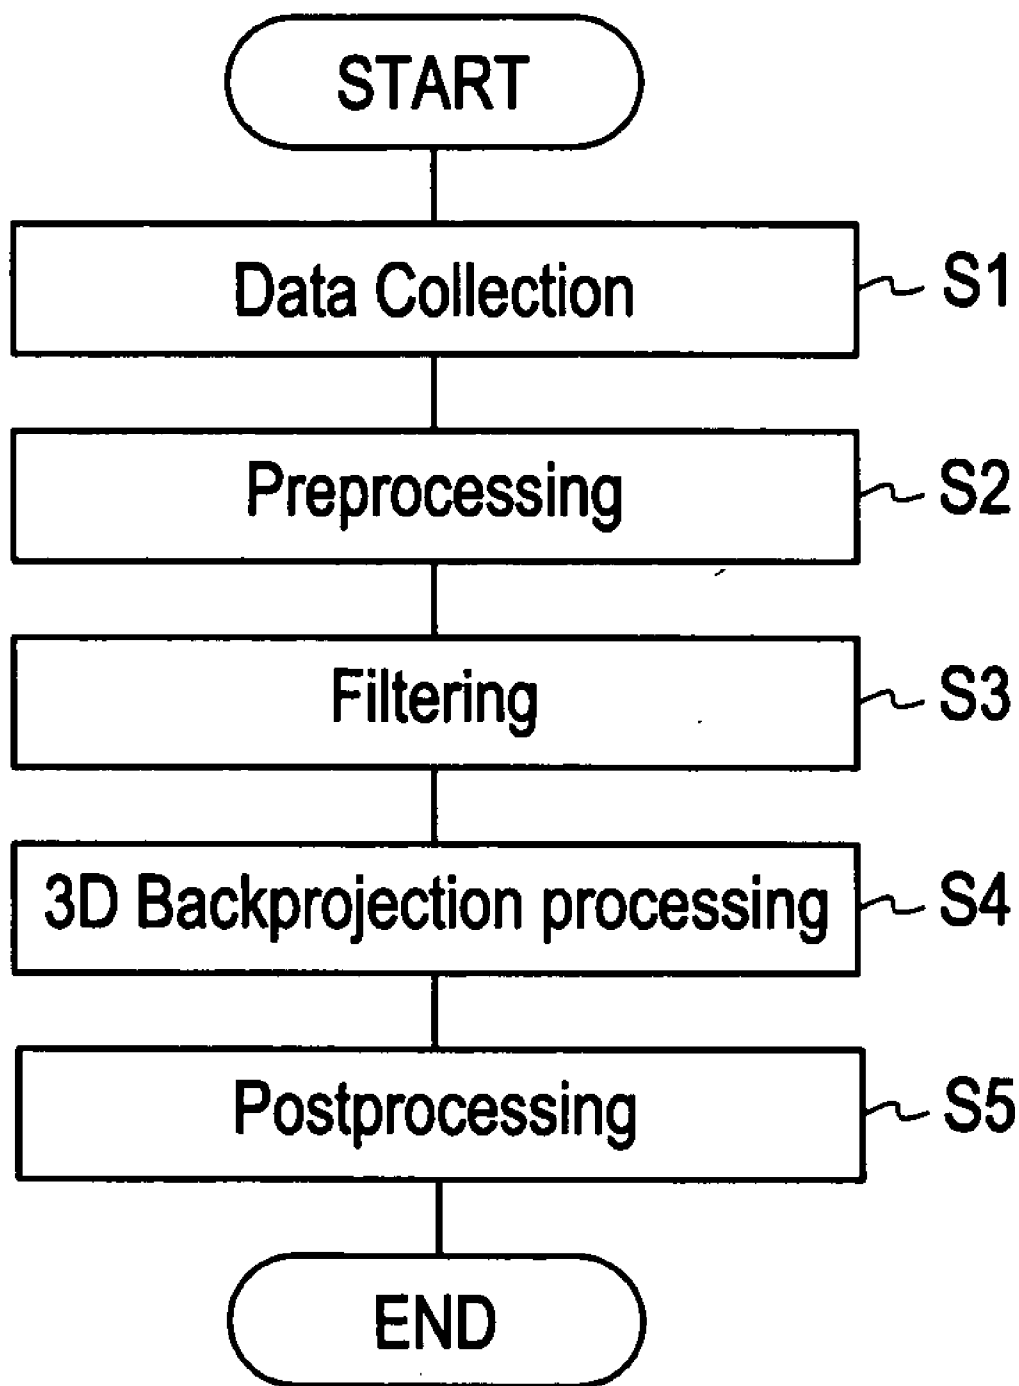 START
Data Collection S1
Preprocessing S2
Filtering S3
3D Backprojection processing S4
Postprocessing S5
END